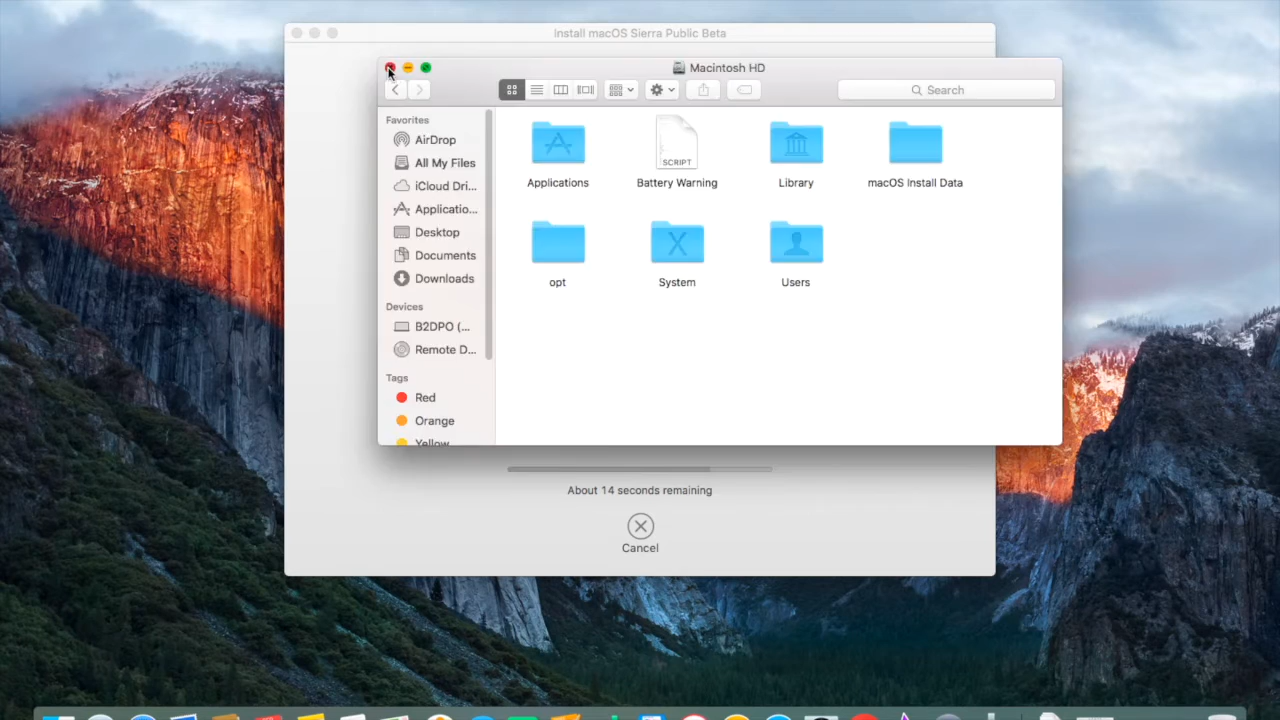 Install macOS Sierra Public Beta
Macintosh HD
Search
Favorites
AirDrop
All My Files
iCloud Dri...
Applicatio...
Desktop
Documents
Downloads
Devices
B2DPO (...
Remote D...
Tags
Red
Orange
Yellow
Applications
SCRIPT
Battery Warning
Library
macOS Install Data
opt
System
Users
About 14 seconds remaining
Cancel